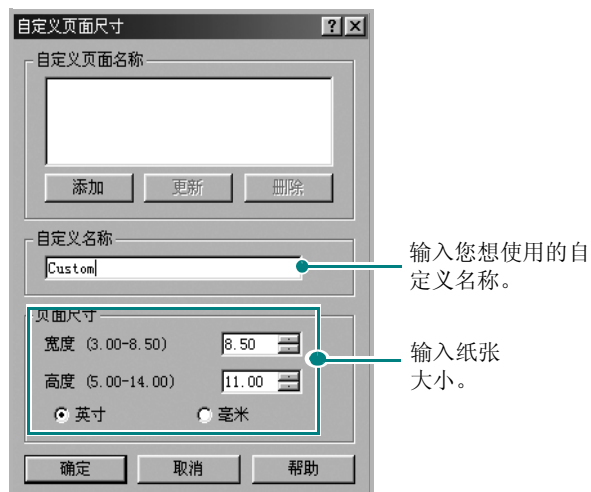 自定义页面尺寸
自定义页面名称
添加 更新 删除
自定义名称
Custom
输入您想使用的自
定义名称。
页面尺寸
宽度 (3.00-8.50) 8.50
高度 (5.00-14.00) 11.00
英寸 毫米
输入纸张
大小。
确定 取消 帮助